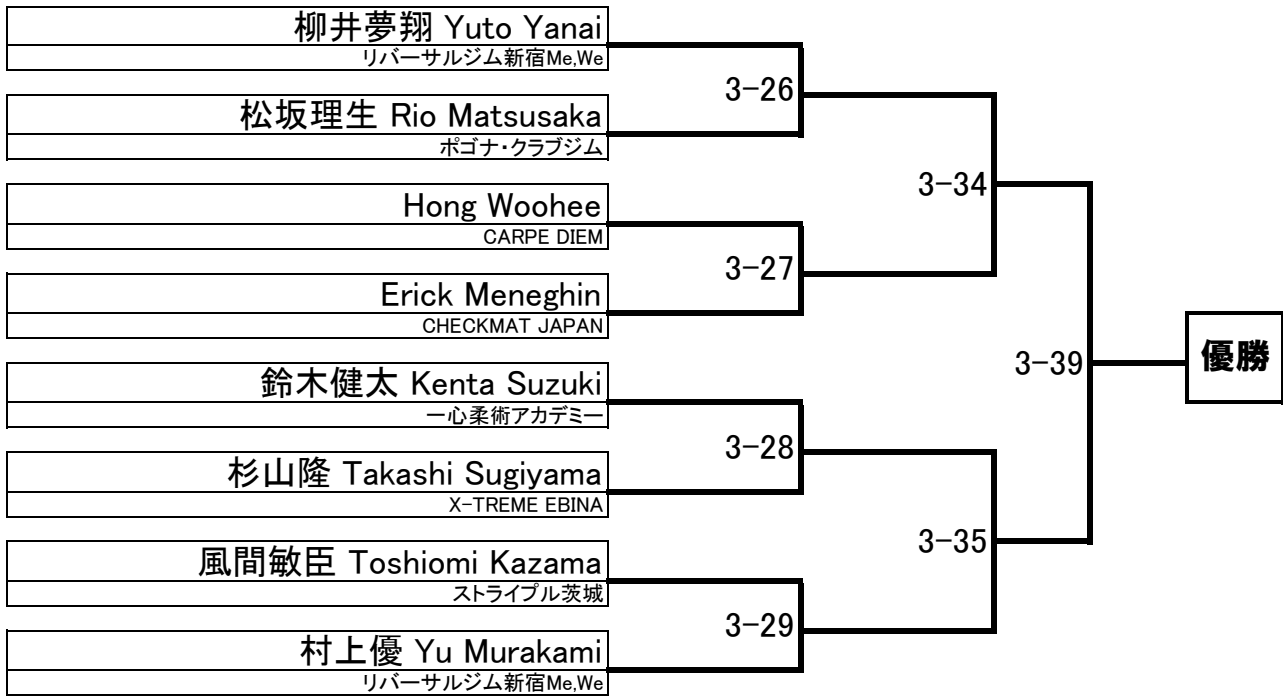 柳井夢翔 Yuto Yanai
リバーサルジム新宿Me,We
3-26
松坂理生 Rio Matsusaka
ポゴナ・クラブジム
3-34
Hong Woohee
CARPE DIEM
3-27
Erick Meneghin
CHECKMAT JAPAN
3-39
優勝
鈴木健太 Kenta Suzuki
一心柔術アカデミー
3-28
杉山隆 Takashi Sugiyama
X-TREME EBINA
3-35
風間敏臣 Toshiomi Kazama
ストライプル茨城
3-29
村上優 Yu Murakami
リバーサルジム新宿Me,We